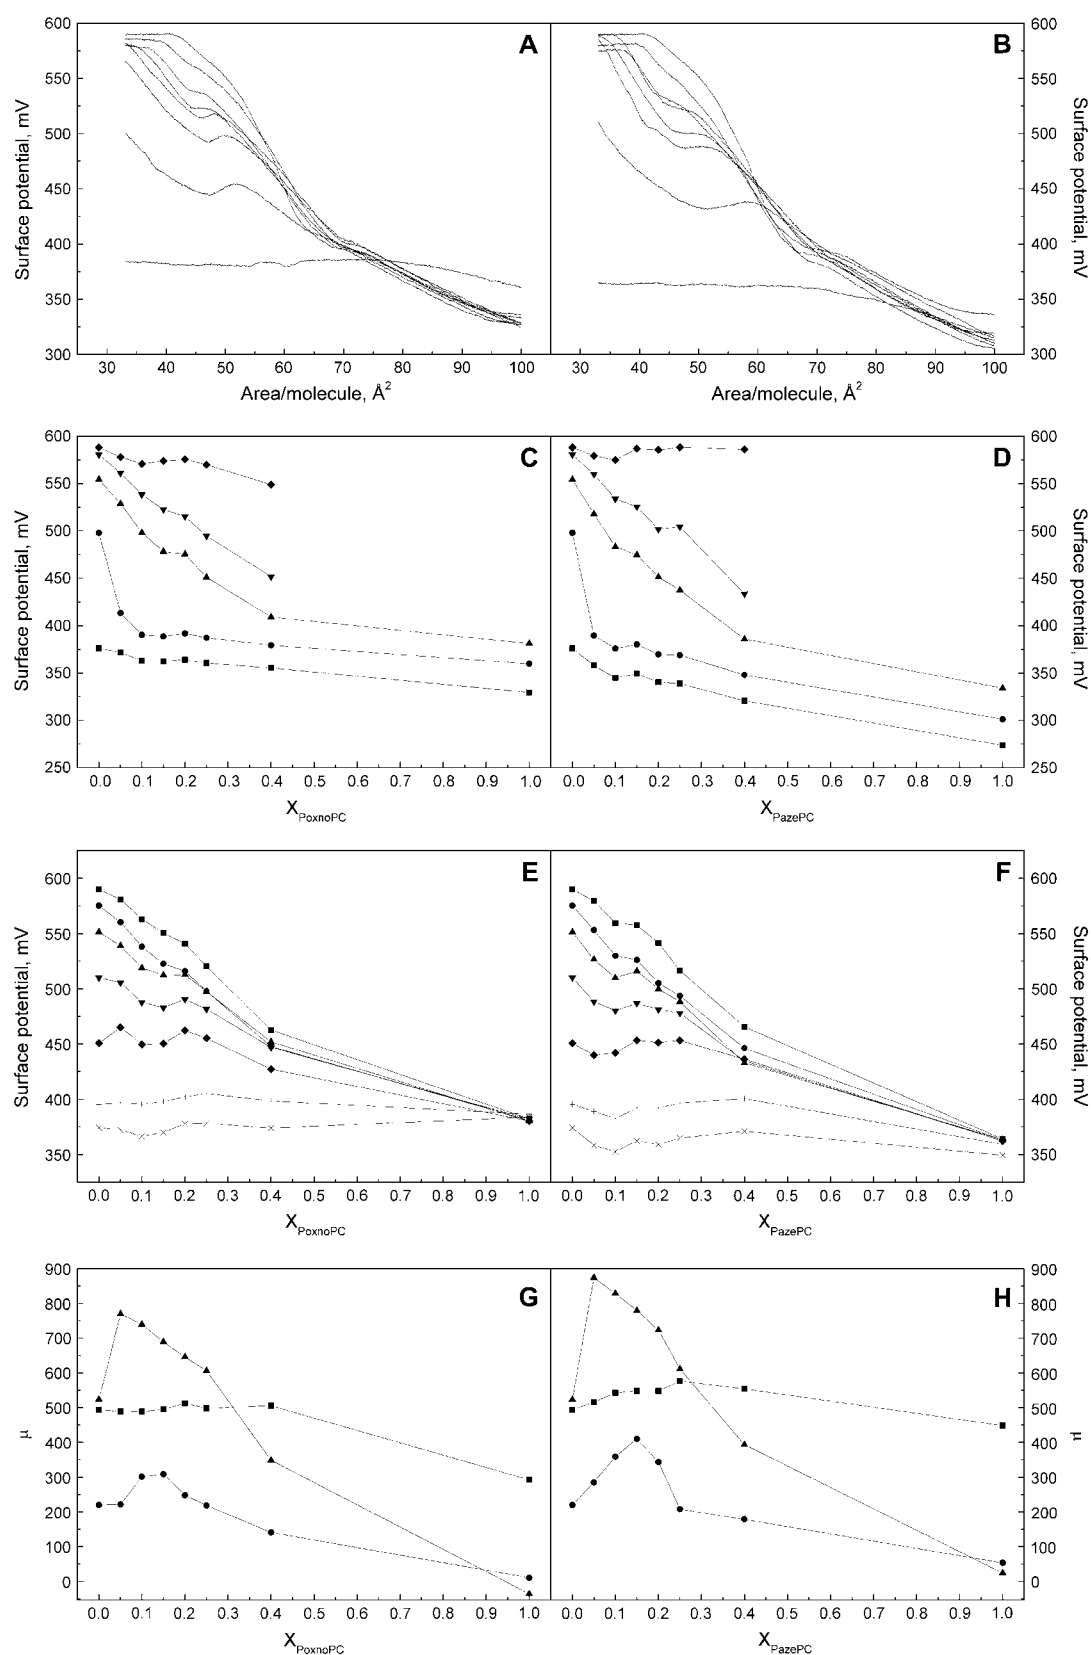 A B
600 600
550 550
500 500
450 450
400 400
350 350
300 300
Surface potential, mV
Surface potential, mV
30 40 50 60 70 80 90 100 30 40 50 60 70 80 90 100
Area/molecule, Å2 Area/molecule, Å2
C D
600 600
550 550
500 500
450 450
400 400
350 350
300 300
250 250
Surface potential, mV
Surface potential, mV
0.0 0.1 0.2 0.3 0.4 0.5 0.6 0.7 0.8 0.9 1.0 0.0 0.1 0.2 0.3 0.4 0.5 0.6 0.7 0.8 0.9 1.0
XPoxnoPC XPazePC
E F
600 600
550 550
500 500
450 450
400 400
350 350
Surface potential, mV
Surface potential, mV
0.0 0.1 0.2 0.3 0.4 0.5 0.6 0.7 0.8 0.9 1.0 0.0 0.1 0.2 0.3 0.4 0.5 0.6 0.7 0.8 0.9 1.0
XPoxnoPC XPazePC
G H
900 900
800 800
700 700
600 600
500 500
400 400
300 300
200 200
100 100
0 0
μ
μ
0.0 0.1 0.2 0.3 0.4 0.5 0.6 0.7 0.8 0.9 1.0 0.0 0.1 0.2 0.3 0.4 0.5 0.6 0.7 0.8 0.9 1.0
XPoxnoPC XPazePC